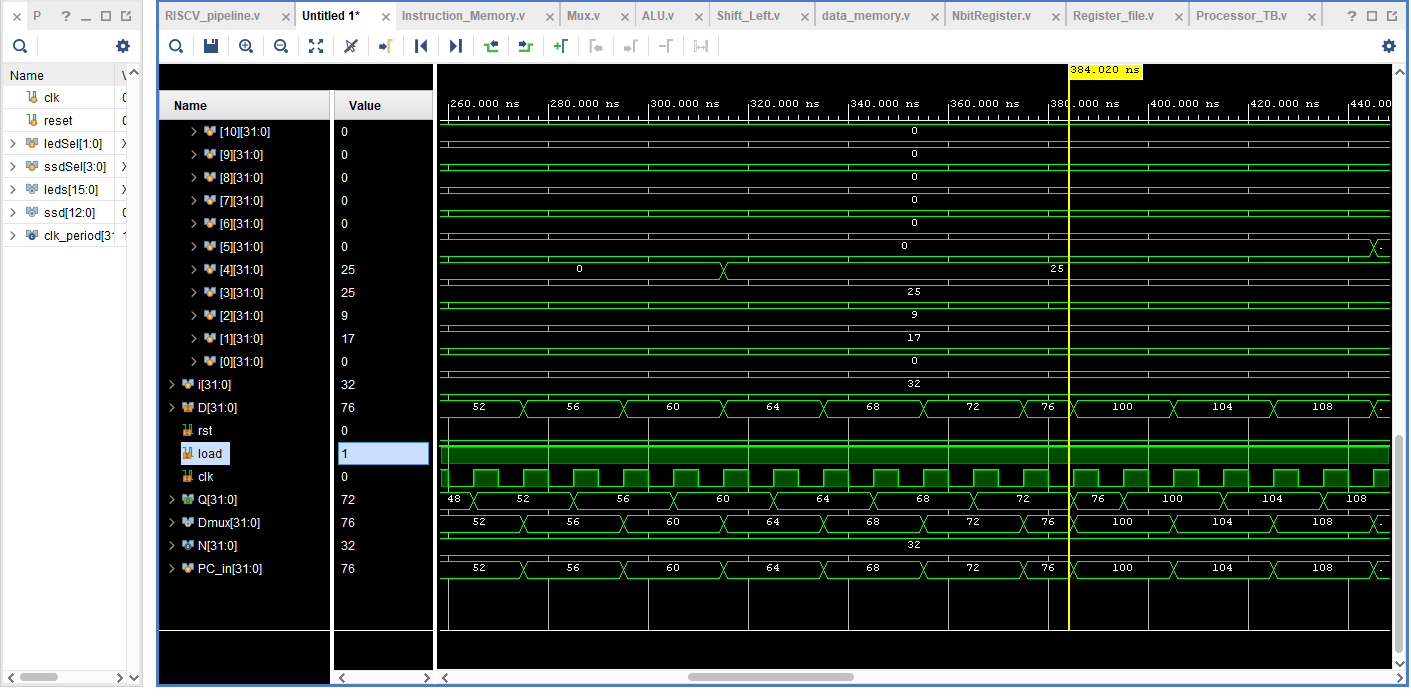 P ?
RISCV_pipeline.v Untitled 1* Instruction_Memory.v Mux.v ALU.v Shift_Left.v data_memory.v NbitRegister.v Register_file.v Processor_TB.v ?
Name
clk
reset
ledSel[1:0] X
ssdSel[3:0] X
leds[15:0] X
ssd[12:0]
clk_period[31
384.020 ns
Name Value
260.000 ns 280.000 ns 300.000 ns 320.000 ns 340.000 ns 360.000 ns 380.000 ns 400.000 ns 420.000 ns 440.00
[10][31:0] 0 0
[9][31:0] 0 0
[8][31:0] 0 0
[7][31:0] 0 0
[6][31:0] 0 0
[5][31:0] 0 0 .
[4][31:0] 25 0 25
[3][31:0] 25 25
[2][31:0] 9 9
[1][31:0] 17 17
[0][31:0] 0 0
i[31:0] 32 32
D[31:0] 76 52 56 60 64 68 72 76 100 104 108 .
rst 0
load 1
clk 0
Q[31:0] 72 48 52 56 60 64 68 72 76 100 104 108
Dmux[31:0] 76 52 56 60 64 68 72 76 100 104 108 .
N[31:0] 32 32
PC_in[31:0] 76 52 56 60 64 68 72 76 100 104 108 .